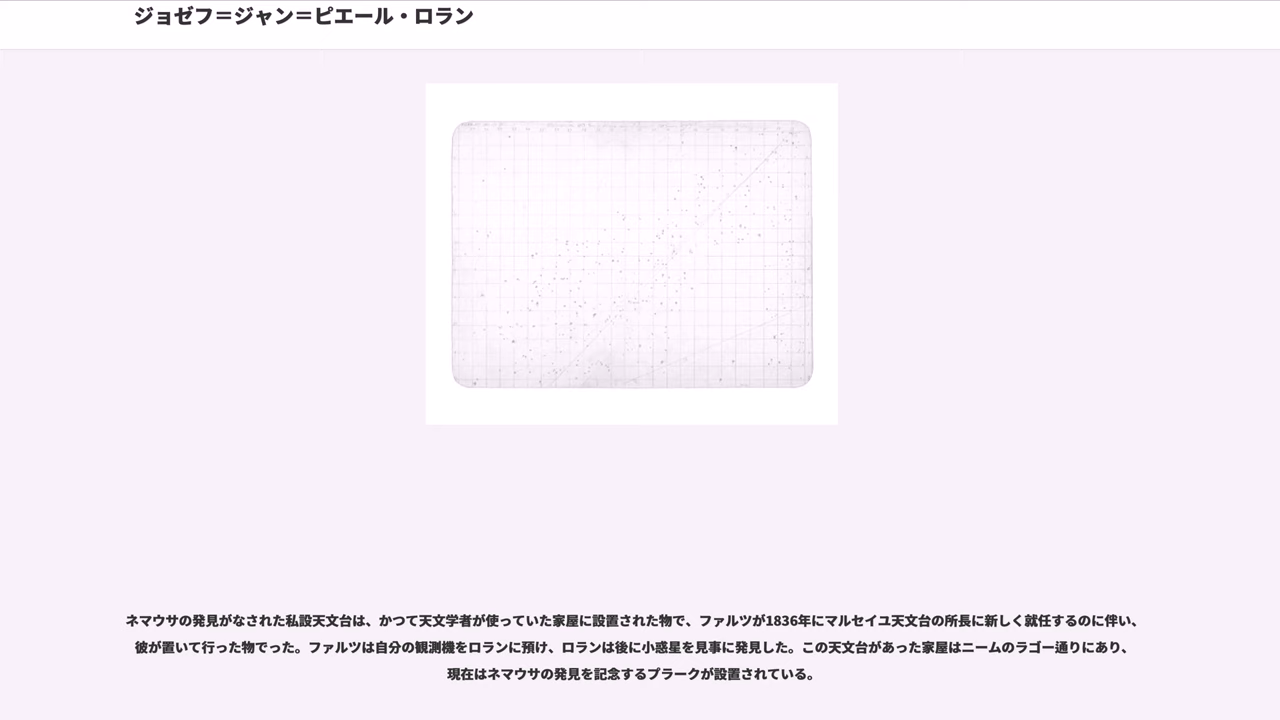 ジョゼフ＝ジャン＝ピエール・ロラン
ネマウサの発見がなされた私設天文台は、かつて天文学者が使っていた家屋に設置された物で、ファルツが1836年にマルセイユ天文台の所長に新しく就任するのに伴い、
彼が置いて行った物でった。ファルツは自分の観測機をロランに預け、ロランは後に小惑星を見事に発見した。この天文台があった家屋はニームのラゴー通りにあり、
現在はネマウサの発見を記念するプラークが設置されている。